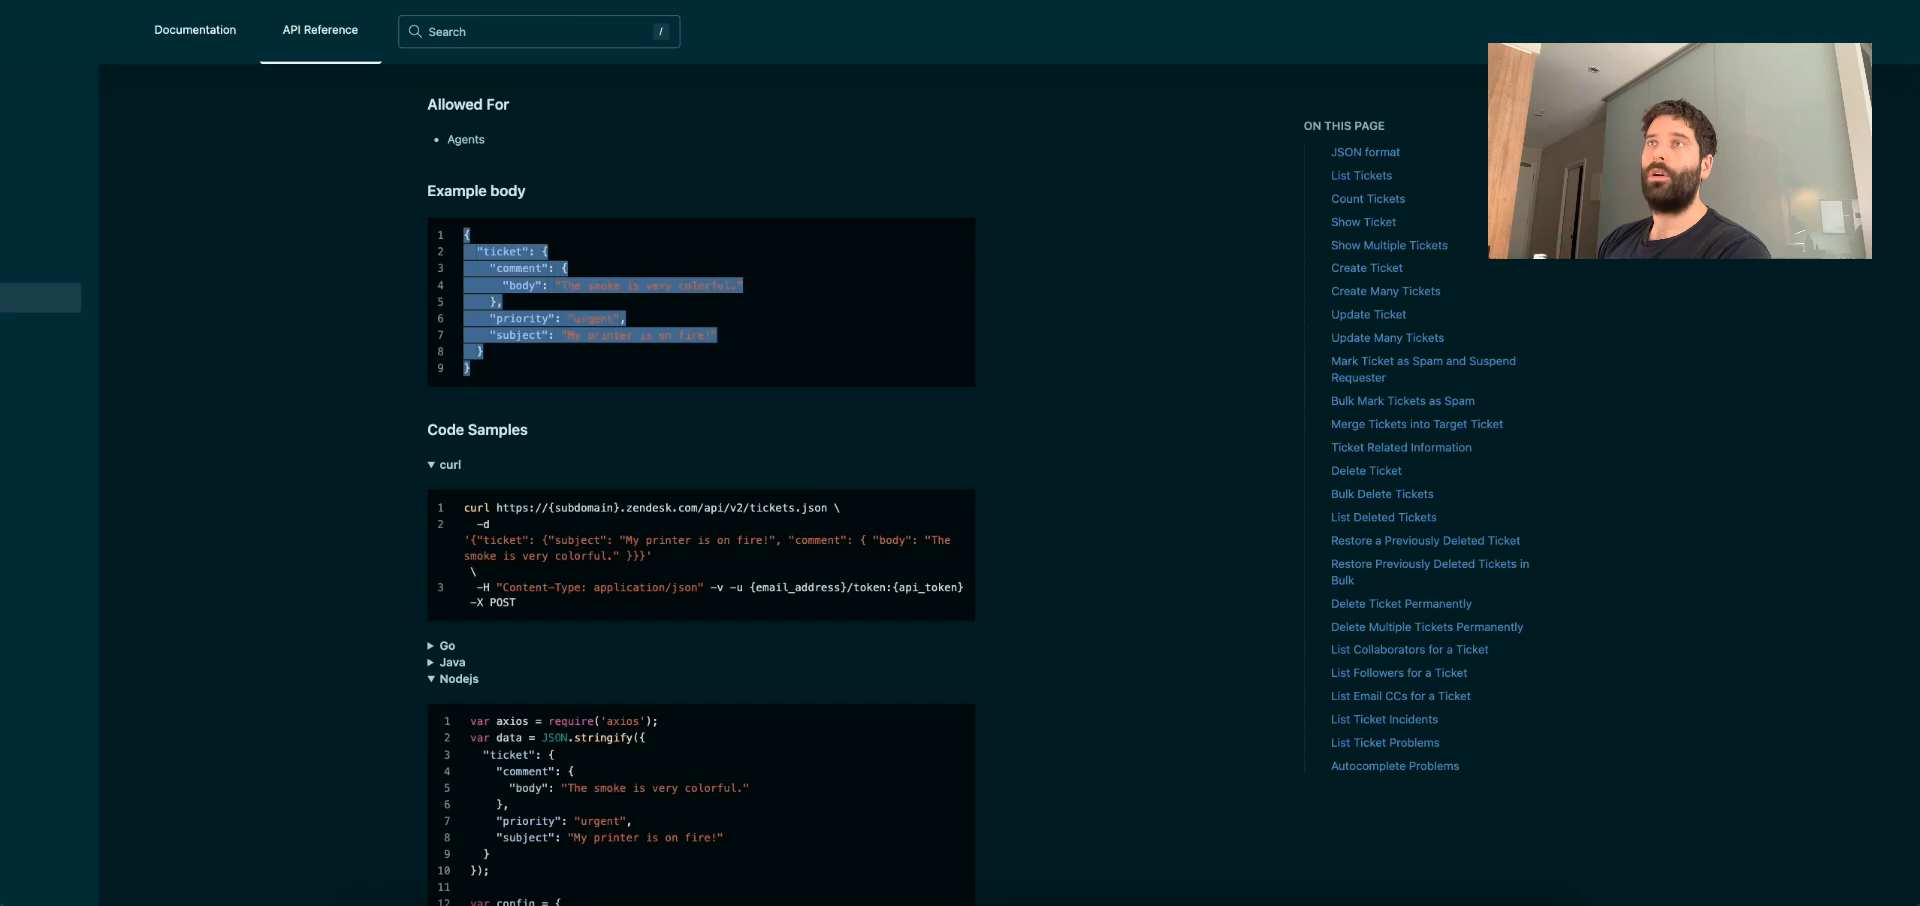 Documentation
API Reference
Search
/
Allowed For
Agents
Example body
1 {
2 "ticket": {
3 "comment": {
4 "body": "The smoke is very colorful."
5 },
6 "priority": "urgent",
7 "subject": "My printer is on fire!"
8 }
9 }
Code Samples
curl
1 curl https://{subdomain}.zendesk.com/api/v2/tickets.json \
2 -d
'{"ticket": {"subject": "My printer is on fire!", "comment": { "body": "The
smoke is very colorful." }}}'
\
3 -H "Content-Type: application/json" -v -u {email_address}/token:{api_token}
-X POST
Go
Java
Nodejs
1 var axios = require('axios');
2 var data = JSON.stringify({
3 "ticket": {
4 "comment": {
5 "body": "The smoke is very colorful."
6 },
7 "priority": "urgent",
8 "subject": "My printer is on fire!"
9 }
10 });
11
12 var config = {
ON THIS PAGE
JSON format
List Tickets
Count Tickets
Show Ticket
Show Multiple Tickets
Create Ticket
Create Many Tickets
Update Ticket
Update Many Tickets
Mark Ticket as Spam and Suspend
Requester
Bulk Mark Tickets as Spam
Merge Tickets into Target Ticket
Ticket Related Information
Delete Ticket
Bulk Delete Tickets
List Deleted Tickets
Restore a Previously Deleted Ticket
Restore Previously Deleted Tickets in
Bulk
Delete Ticket Permanently
Delete Multiple Tickets Permanently
List Collaborators for a Ticket
List Followers for a Ticket
List Email CCs for a Ticket
List Ticket Incidents
List Ticket Problems
Autocomplete Problems